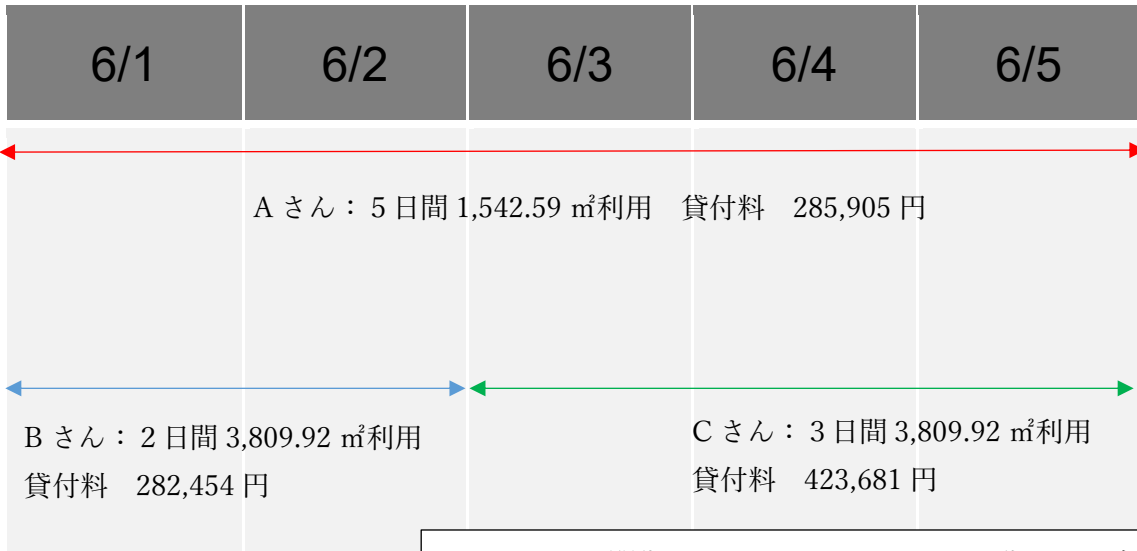 6/1 6/2 6/3 6/4 6/5
Aさん：５日間 1,542.59 ㎡利用　貸付料　285,905 円
Bさん：２日間 3,809.92 ㎡利用
貸付料　282,454 円
Cさん：３日間 3,809.92 ㎡利用
貸付料　423,681 円